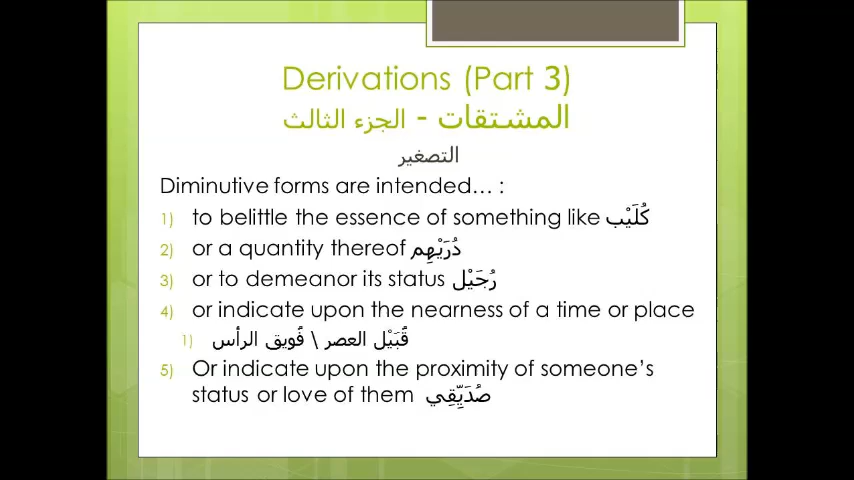 Derivations (Part 3)
المشتقات - الجزء الثالث
التصغير
Diminutive forms are intended… :
1) to belittle the essence of something like كُلَيْب
2) or a quantity thereof دُرَيْهِم
3) or to demeanor its status رُجَيْل
4) or indicate upon the nearness of a time or place
1) قُبَيْل العصر \ فُويق الرأس
5) Or indicate upon the proximity of someone’s
status or love of them صُدَيِّقِي